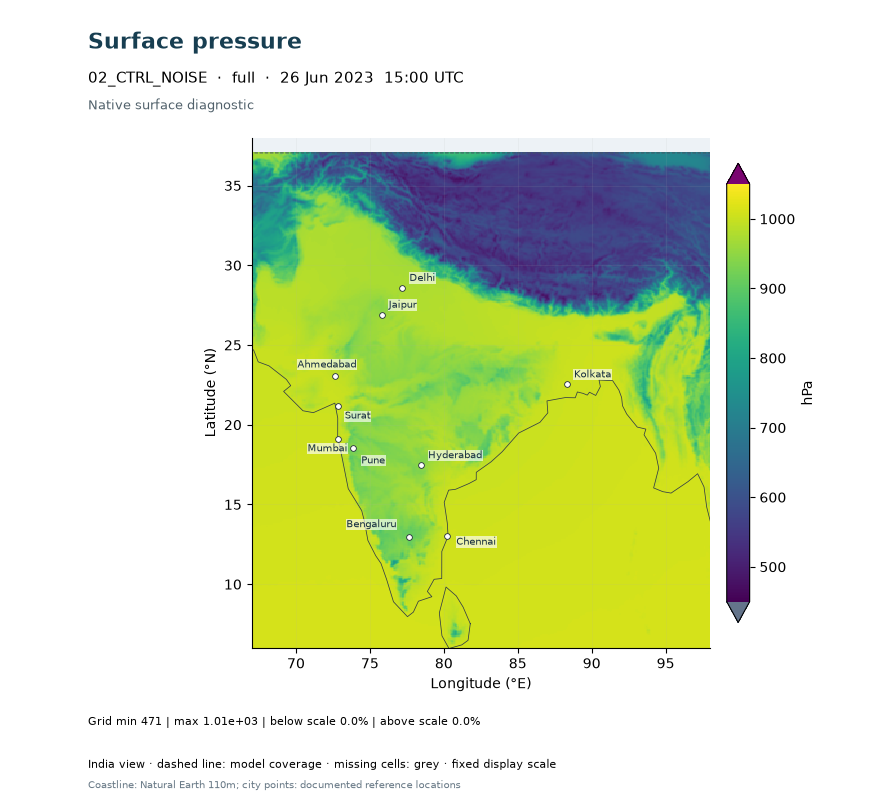 Surface pressure
02_CTRL_NOISE · full · 26 Jun 2023 15:00 UTC
Native surface diagnostic
35
30
25
20
15
10
Latitude (°N)
70
75
80
85
90
95
Longitude (°E)
Delhi
Jaipur
Ahmedabad
Kolkata
Surat
Mumbai
Pune
Hyderabad
Bengaluru
Chennai
1000
900
800
700
600
500
hPa
Grid min 471 | max 1.01e+03 | below scale 0.0% | above scale 0.0%
India view · dashed line: model coverage · missing cells: grey · fixed display scale
Coastline: Natural Earth 110m; city points: documented reference locations